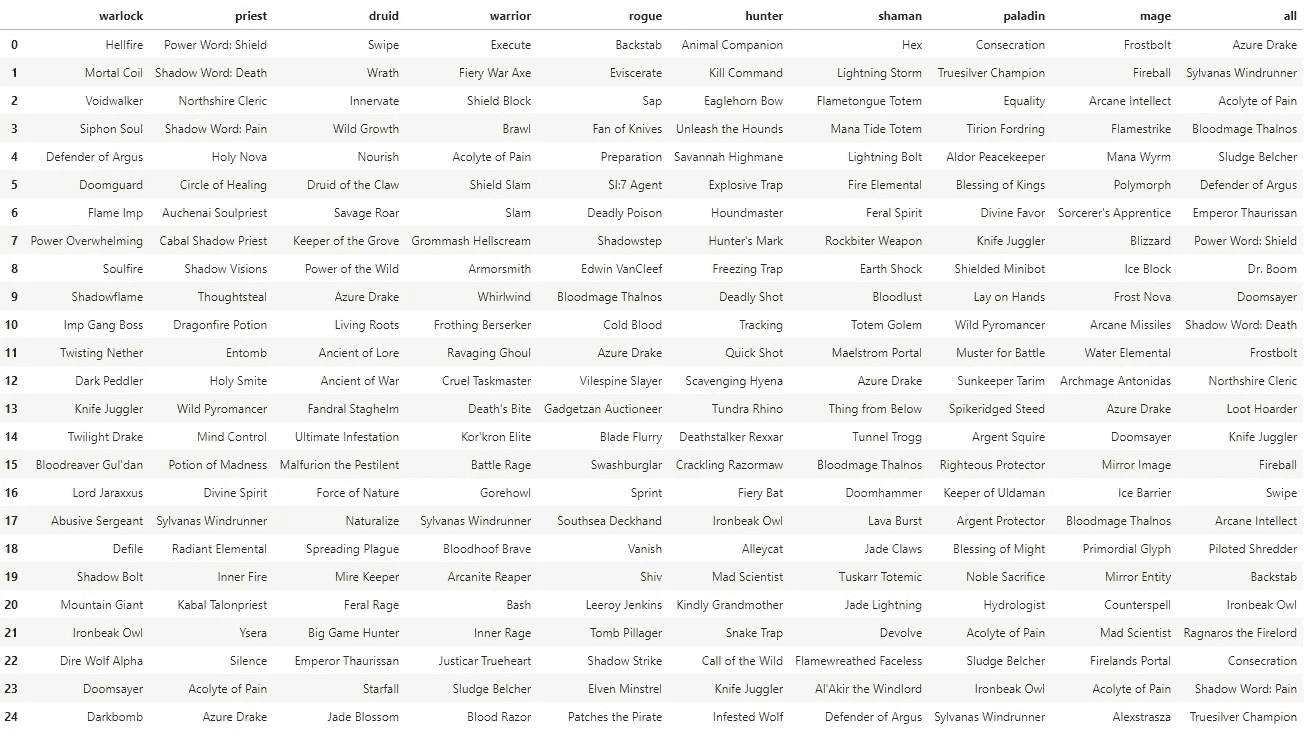 warlock priest druid warrior rogue hunter shaman paladin mage all
0 Hellfire Power Word: Shield Swipe Execute Backstab Animal Companion Hex Consecration Frostbolt Azure Drake
1 Mortal Coil Shadow Word: Death Wrath Fiery War Axe Eviscerate Kill Command Lightning Storm Truesilver Champion Fireball Sylvanas Windrunner
2 Voidwalker Northshire Cleric Innervate Shield Block Sap Eaglehorn Bow Flametongue Totem Equality Arcane Intellect Acolyte of Pain
3 Siphon Soul Shadow Word: Pain Wild Growth Brawl Fan of Knives Unleash the Hounds Mana Tide Totem Tirion Fordring Flamestrike Bloodmage Thalnos
4 Defender of Argus Holy Nova Nourish Acolyte of Pain Preparation Savannah Highmane Lightning Bolt Aldor Peacekeeper Mana Wyrm Sludge Belcher
5 Doomguard Circle of Healing Druid of the Claw Shield Slam SI:7 Agent Explosive Trap Fire Elemental Blessing of Kings Polymorph Defender of Argus
6 Flame Imp Auchenai Soulpriest Savage Roar Slam Deadly Poison Houndmaster Feral Spirit Divine Favor Sorcerer's Apprentice Emperor Thaurissan
7 Power Overwhelming Cabal Shadow Priest Keeper of the Grove Grommash Hellscream Shadowstep Hunter's Mark Rockbiter Weapon Knife Juggler Blizzard Power Word: Shield
8 Soulfire Shadow Visions Power of the Wild Armorsmith Edwin VanCleef Freezing Trap Earth Shock Shielded Minibot Ice Block Dr. Boom
9 Shadowflame Thoughtsteal Azure Drake Whirlwind Bloodmage Thalnos Deadly Shot Bloodlust Lay on Hands Frost Nova Doomsayer
10 Imp Gang Boss Dragonfire Potion Living Roots Frothing Berserker Cold Blood Tracking Totem Golem Wild Pyromancer Arcane Missiles Shadow Word: Death
11 Twisting Nether Entomb Ancient of Lore Ravaging Ghoul Azure Drake Quick Shot Maelstrom Portal Muster for Battle Water Elemental Frostbolt
12 Dark Peddler Holy Smite Ancient of War Cruel Taskmaster Vilespine Slayer Scavenging Hyena Azure Drake Sunkeeper Tarim Archmage Antonidas Northshire Cleric
13 Knife Juggler Wild Pyromancer Fandral Staghelm Death's Bite Gadgetzan Auctioneer Tundra Rhino Thing from Below Spikeridged Steed Azure Drake Loot Hoarder
14 Twilight Drake Mind Control Ultimate Infestation Kor'kron Elite Blade Flurry Deathstalker Rexxar Tunnel Trogg Argent Squire Doomsayer Knife Juggler
15 Bloodreaver Gul'dan Potion of Madness Malfurion the Pestilent Battle Rage Swashburglar Crackling Razormaw Bloodmage Thalnos Righteous Protector Mirror Image Fireball
16 Lord Jaraxxus Divine Spirit Force of Nature Gorehowl Sprint Fiery Bat Doomhammer Keeper of Uldaman Ice Barrier Swipe
17 Abusive Sergeant Sylvanas Windrunner Naturalize Sylvanas Windrunner Southsea Deckhand Ironbeak Owl Lava Burst Argent Protector Bloodmage Thalnos Arcane Intellect
18 Defile Radiant Elemental Spreading Plague Bloodhoof Brave Vanish Alleycat Jade Claws Blessing of Might Primordial Glyph Piloted Shredder
19 Shadow Bolt Inner Fire Mire Keeper Arcanite Reaper Shiv Mad Scientist Tuskarr Totemic Noble Sacrifice Mirror Entity Backstab
20 Mountain Giant Kabal Talonpriest Feral Rage Bash Leeroy Jenkins Kindly Grandmother Jade Lightning Hydrologist Counterspell Ironbeak Owl
21 Ironbeak Owl Ysera Big Game Hunter Inner Rage Tomb Pillager Snake Trap Devolve Acolyte of Pain Mad Scientist Ragnaros the Firelord
22 Dire Wolf Alpha Silence Emperor Thaurissan Justicar Trueheart Shadow Strike Call of the Wild Flamewreathed Faceless Sludge Belcher Firelands Portal Consecration
23 Doomsayer Acolyte of Pain Starfall Sludge Belcher Elven Minstrel Knife Juggler Al'Akir the Windlord Ironbeak Owl Acolyte of Pain Shadow Word: Pain
24 Darkbomb Azure Drake Jade Blossom Blood Razor Patches the Pirate Infested Wolf Defender of Argus Sylvanas Windrunner Alexstrasza Truesilver Champion